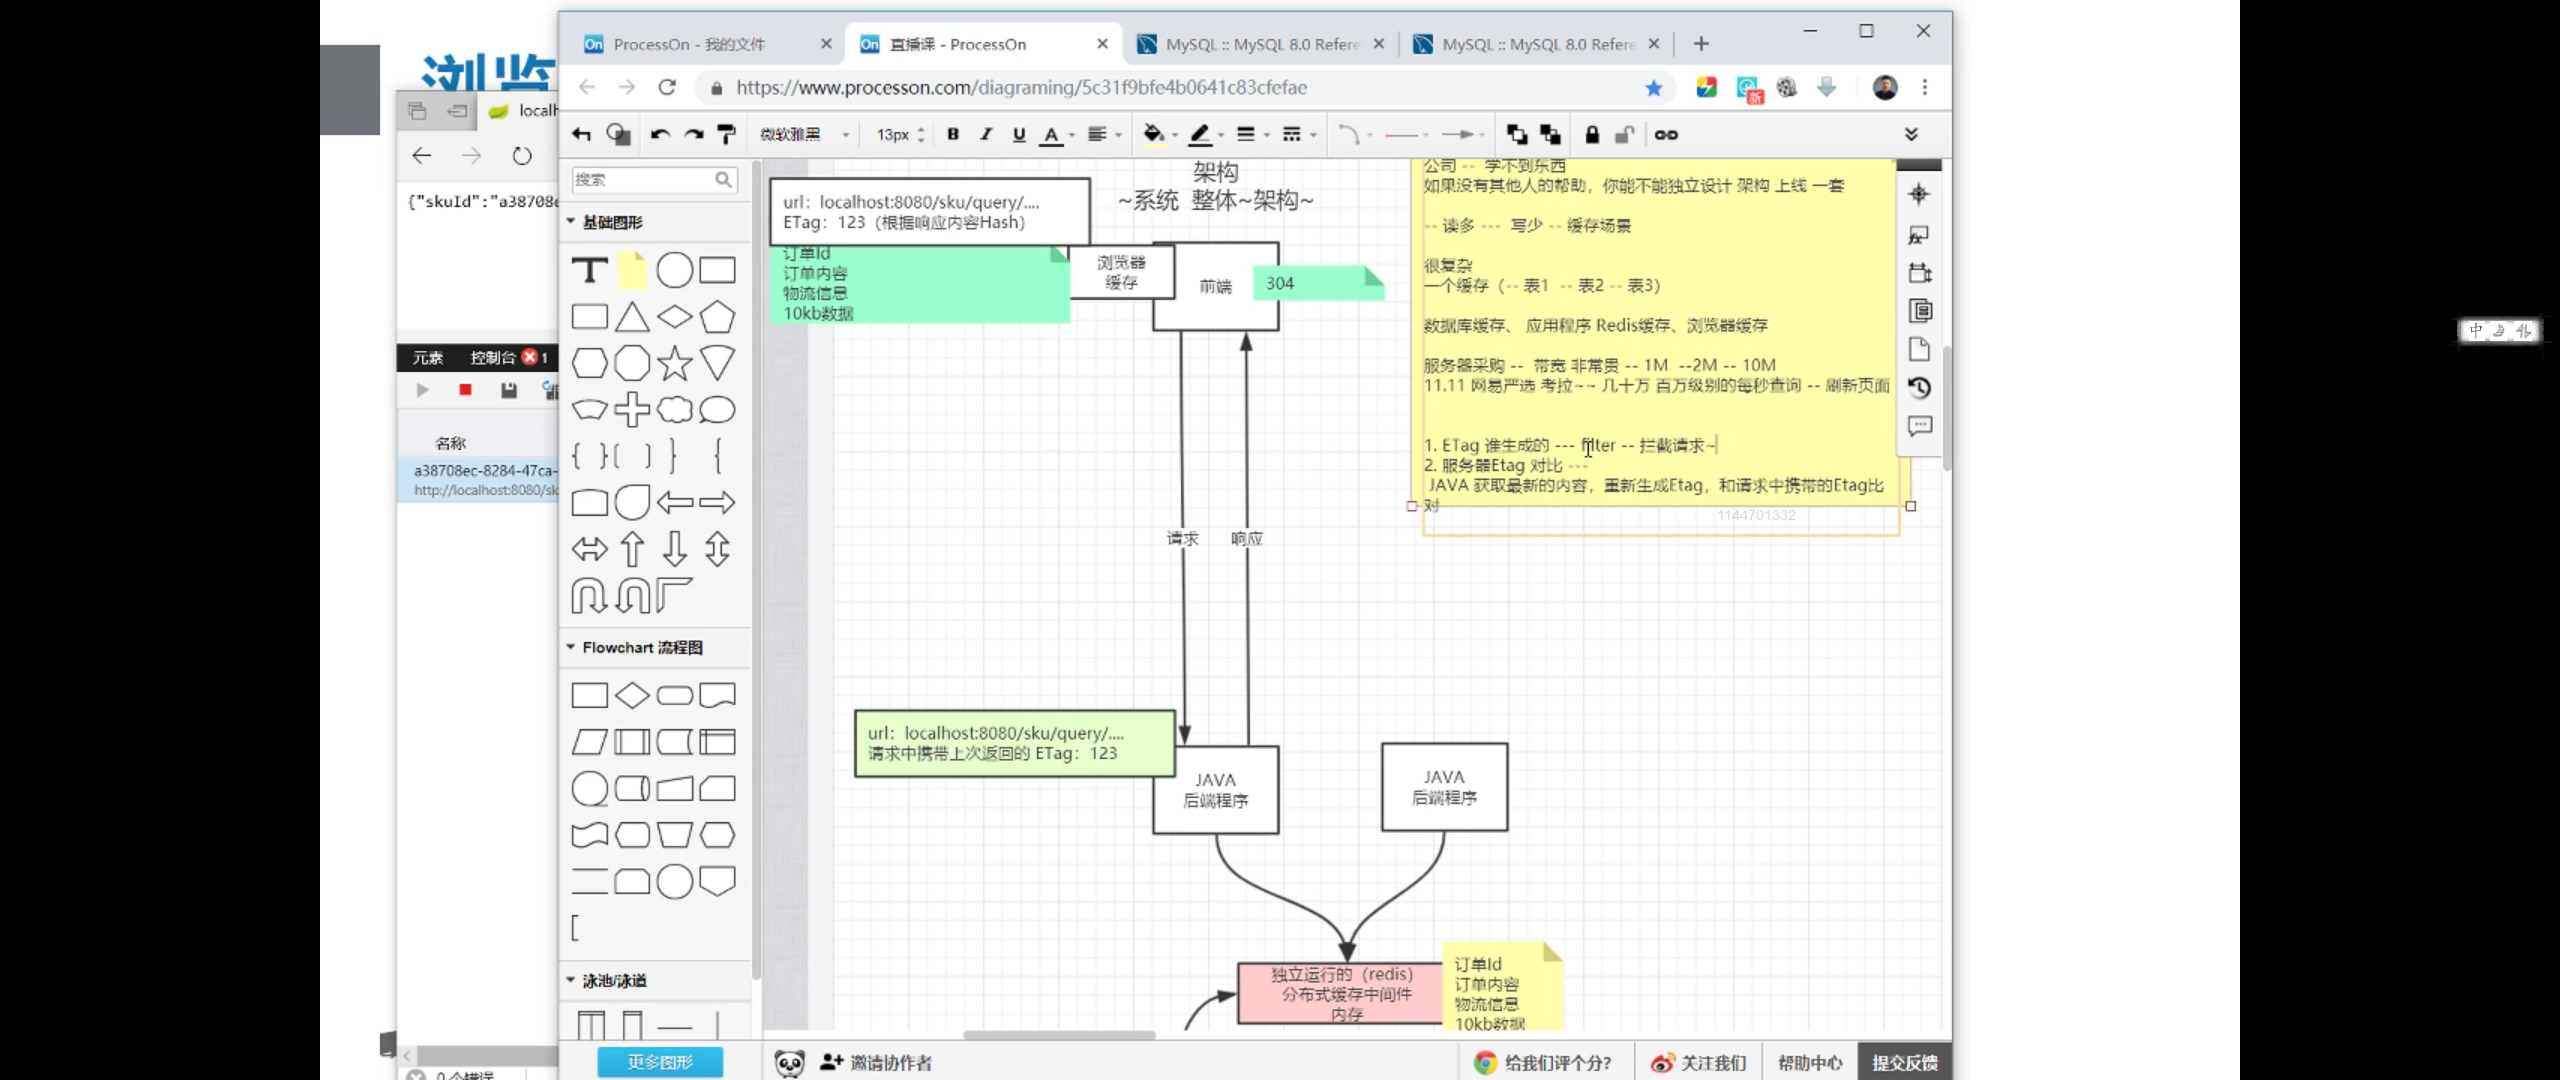 浏览
ProcessOn - 我的文件
直播课 - ProcessOn
MySQL :: MySQL 8.0 Refere
MySQL :: MySQL 8.0 Refere
https://www.processon.com/diagraming/5c31f9bfe4b0641c83cfefae
新
localh
微软雅黑
13px
B I U A
{"skuId":"a38708e
元素 控制台 1
名称
a38708ec-8284-47ca-
http://localhost:8080/sk
搜索
基础图形
Flowchart 流程图
泳池/泳道
更多图形
架构
~系统 整体~架构~
url：localhost:8080/sku/query/....
ETag：123（根据响应内容Hash）
订单Id
订单内容
物流信息
10kb数据
浏览器
缓存
前端
304
请求
响应
url：localhost:8080/sku/query/....
请求中携带上次返回的 ETag：123
JAVA
后端程序
JAVA
后端程序
独立运行的（redis）
分布式缓存中间件
内存
订单Id
订单内容
物流信息
10kb数据
公司 -- 学不到东西
如果没有其他人的帮助，你能不能独立设计 架构 上线 一套
-- 读多 --- 写少 -- 缓存场景
很复杂
一个缓存（-- 表1 -- 表2 -- 表3）
数据库缓存、 应用程序 Redis缓存、浏览器缓存
服务器采购 -- 带宽 非常贵 -- 1M --2M -- 10M
11.11 网易严选 考拉~~ 几十万 百万级别的每秒查询 -- 刷新页面
1. ETag 谁生成的 --- filter -- 拦截请求~
2. 服务器Etag 对比 ---
JAVA 获取最新的内容，重新生成Etag，和请求中携带的Etag比
对
1144701332
中
邀请协作者
给我们评个分?
关注我们
帮助中心
提交反馈
0 个错误